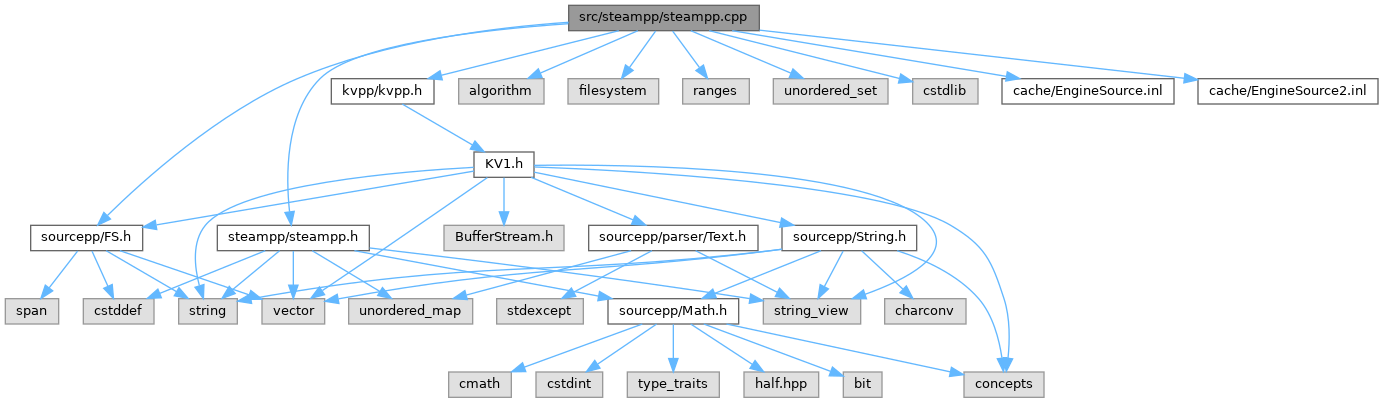 src/steampp/steampp.cpp
kvpp/kvpp.h
algorithm
filesystem
ranges
unordered_set
cstdlib
cache/EngineSource.inl
cache/EngineSource2.inl
KV1.h
sourcepp/FS.h
steampp/steampp.h
BufferStream.h
sourcepp/parser/Text.h
sourcepp/String.h
span
cstddef
string
vector
unordered_map
stdexcept
sourcepp/Math.h
string_view
charconv
cmath
cstdint
type_traits
half.hpp
bit
concepts